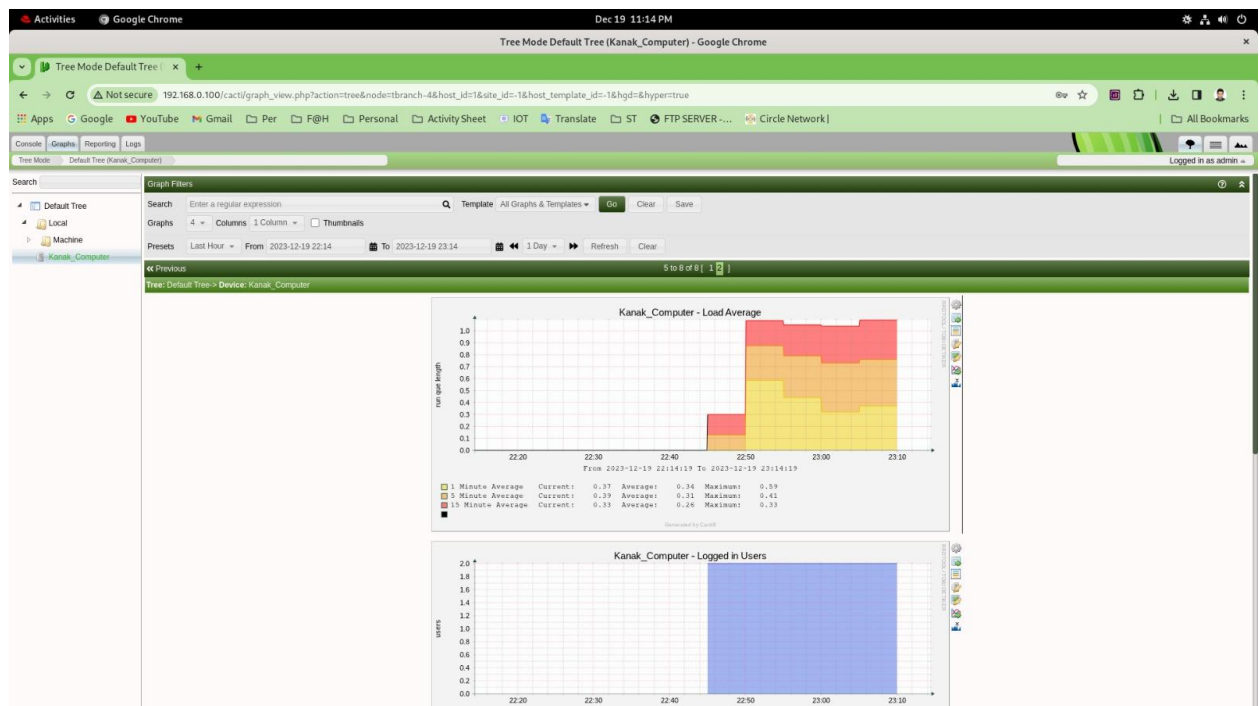 Activities Google Chrome Dec 19 11:14 PM
Tree Mode Default Tree (Kanak_Computer) - Google Chrome
Tree Mode Default Tree (
Not secure 192.168.0.100/cacti/graph_view.php?action=tree&node=tbranch-4&host_id=1&site_id=-1&host_template_id=-1&hgd=&hyper=true
Apps Google YouTube Gmail Per F@H Personal Activity Sheet IOT Translate ST FTP SERVER -... Circle Network | All Bookmarks
Console Graphs Reporting Logs
Tree Mode Default Tree (Kanak_Computer) Logged in as admin
Search
Default Tree
Local
Machine
Kanak_Computer
Graph Filters
Search Enter a regular expression Template All Graphs & Templates Go Clear Save
Graphs 4 Columns 1 Column Thumbnails
Presets Last Hour From 2023-12-19 22:14 To 2023-12-19 23:14 1 Day Refresh Clear
Previous 5 to 8 of 8 [ 1 2 ]
Tree: Default Tree-> Device: Kanak_Computer
Kanak_Computer - Load Average
1.0
0.9
0.8
0.7
0.6
0.5
0.4
0.3
0.2
0.1
0.0
run que length
22:20 22:30 22:40 22:50 23:00 23:10
From 2023-12-19 22:14:19 To 2023-12-19 23:14:19
1 Minute Average Current: 0.37 Average: 0.34 Maximum: 0.59
5 Minute Average Current: 0.39 Average: 0.31 Maximum: 0.41
15 Minute Average Current: 0.33 Average: 0.26 Maximum: 0.33
Generated by Cacti®
Kanak_Computer - Logged in Users
2.0
1.8
1.6
1.4
1.2
1.0
0.8
0.6
0.4
0.2
0.0
users
22:20 22:30 22:40 22:50 23:00 23:10